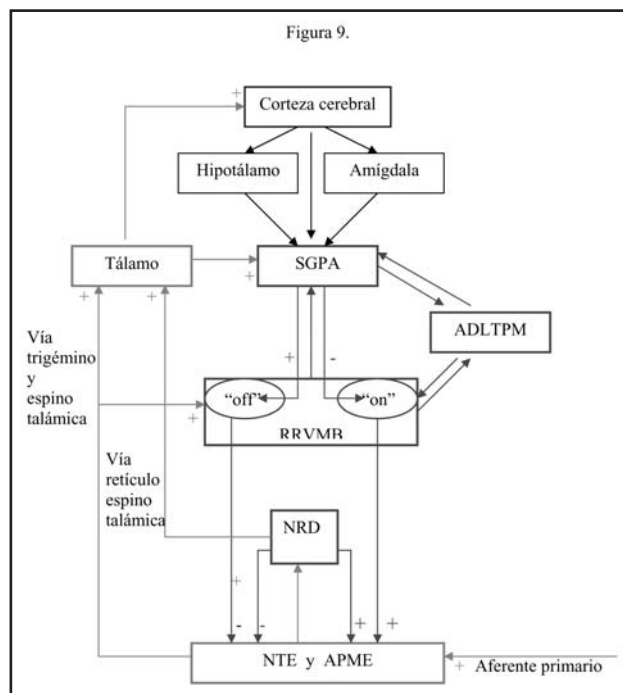 Figura 9.
Corteza cerebral
Hipotálamo
Amígdala
Tálamo
SGPA
ADLTPM
Vía
trigémino
y
espino
talámica
"off"
"on"
RRVMB
Vía
retículo
espino
talámica
NRD
NTE y APME
Aferente primario
+
+
+
+
+
-
+
+
-
-
+
+
+